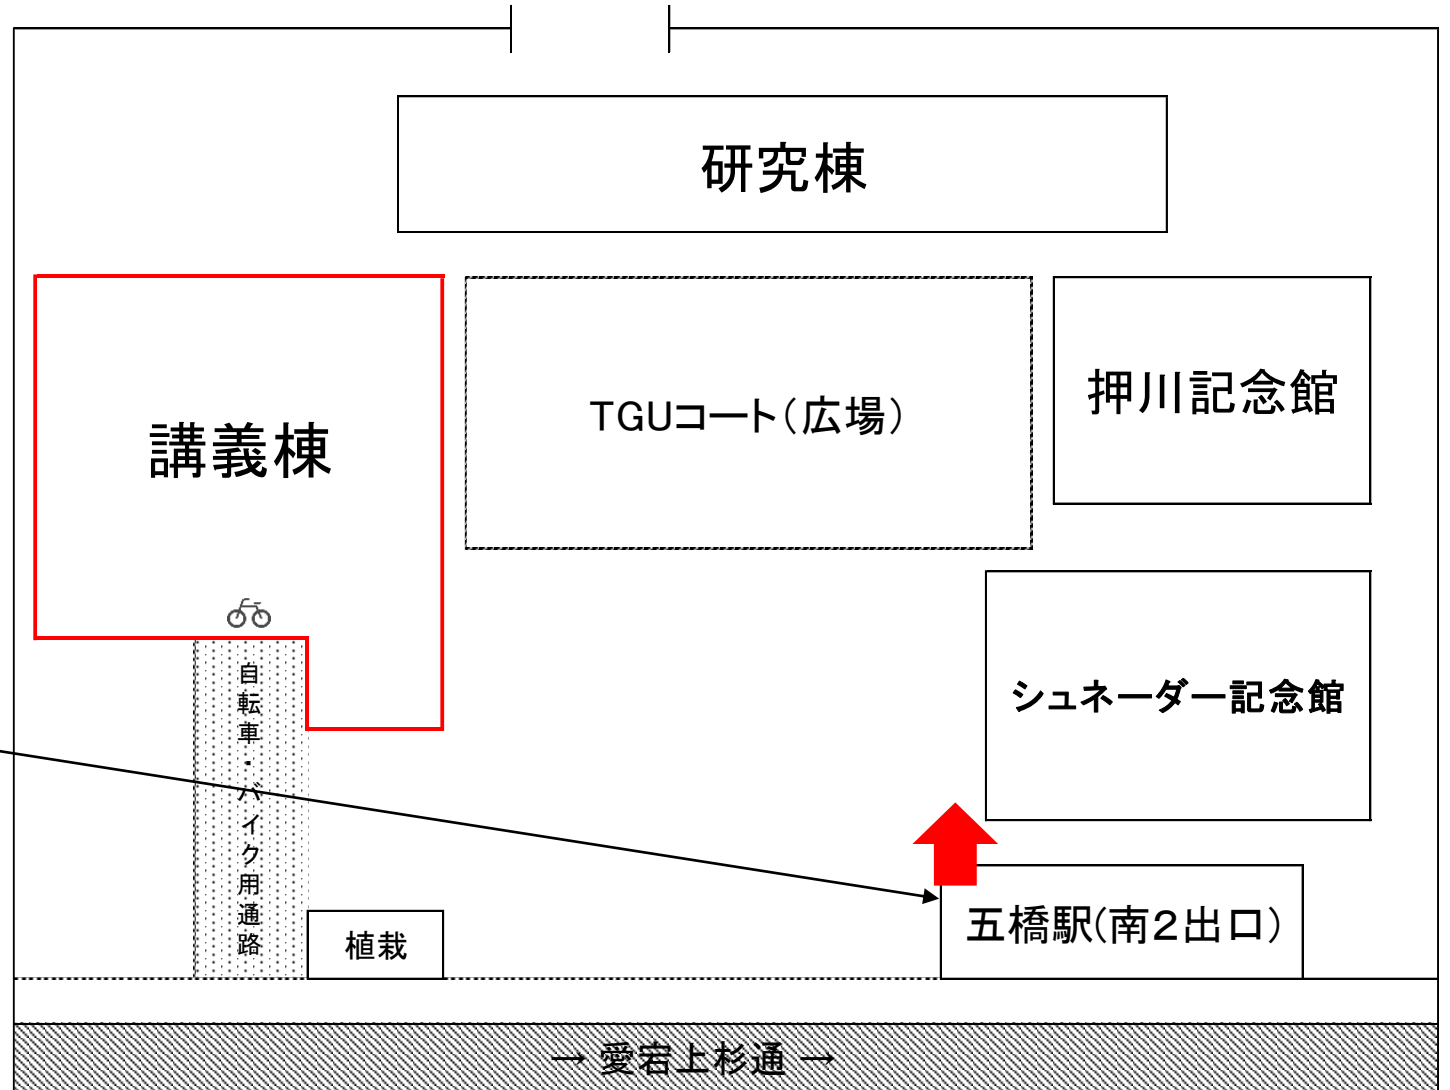 研究棟
押川記念館
TGUコート（広場）
講義棟
自転車・バイク用通路
シュネーダー記念館
五橋駅(南2出口)
植栽
→ 愛宕上杉通 →